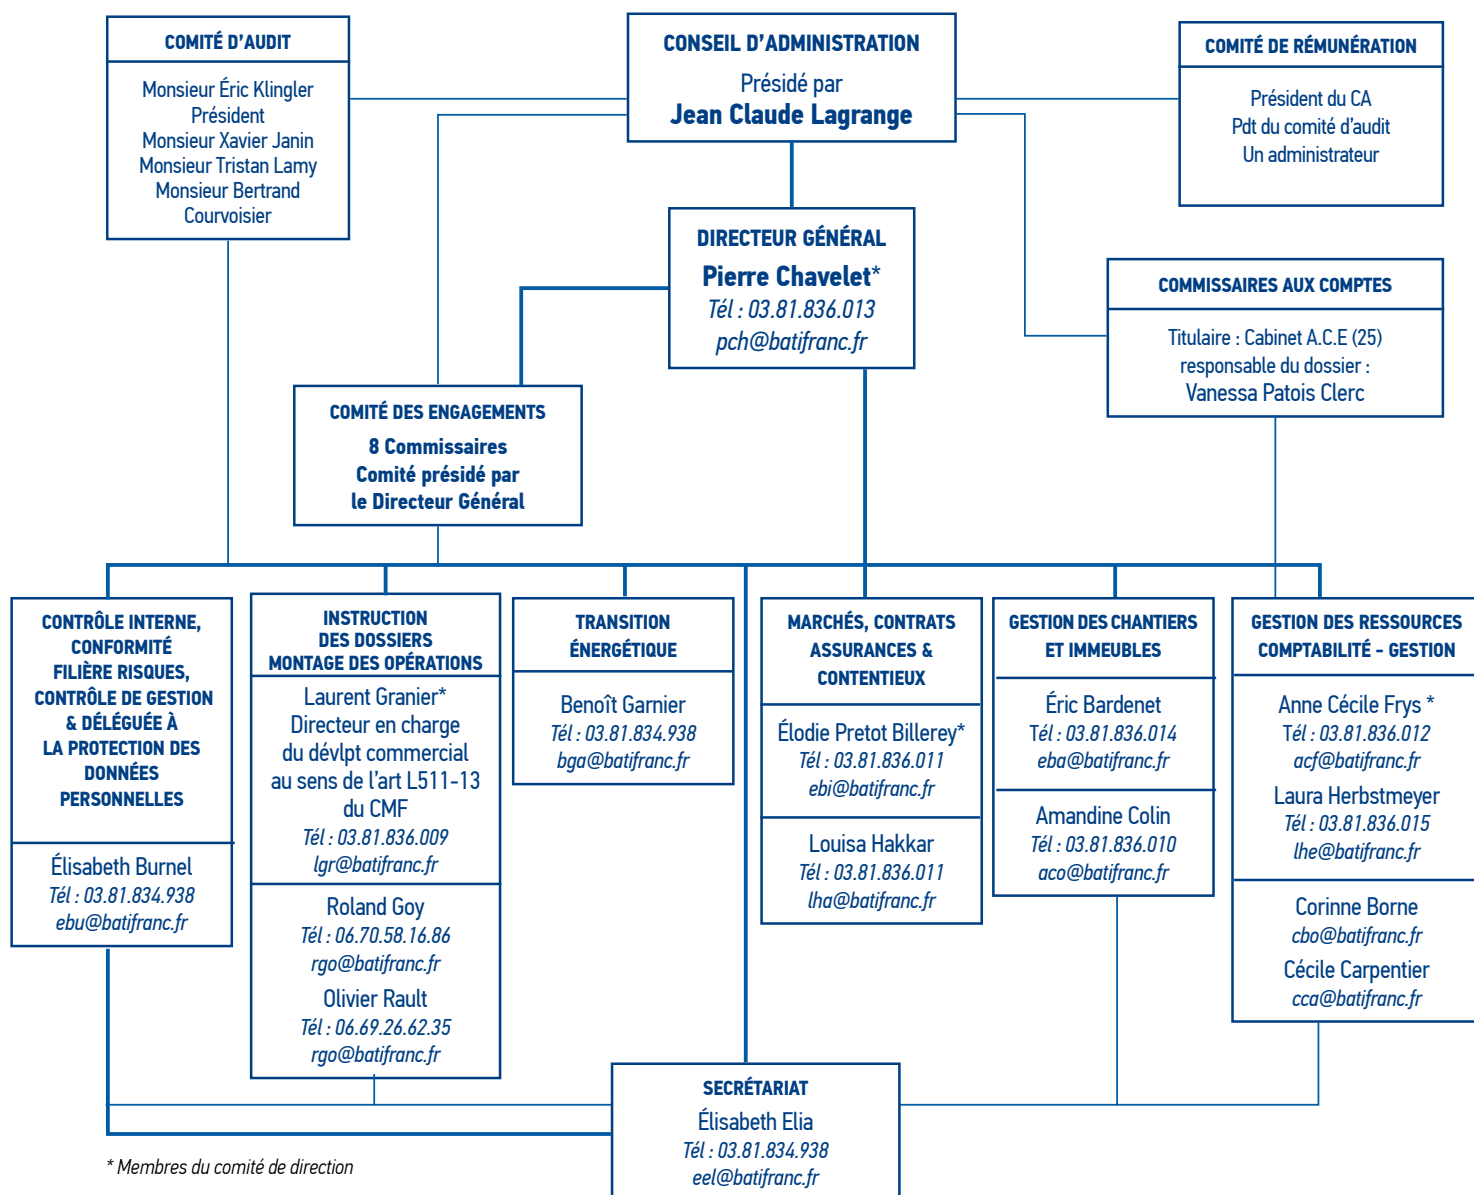 COMITÉ D'AUDIT
Monsieur Éric Klingler
Président
Monsieur Xavier Janin
Monsieur Tristan Lamy
Monsieur Bertrand
Courvoisier
CONSEIL D'ADMINISTRATION
Présidé par
Jean Claude Lagrange
COMITÉ DE RÉMUNÉRATION
Président du CA
Pdt du comité d'audit
Un administrateur
DIRECTEUR GÉNÉRAL
Pierre Chavelet*
Tél : 03.81.836.013
pch@batifranc.fr
COMMISSAIRES AUX COMPTES
Titulaire : Cabinet A.C.E (25)
responsable du dossier :
Vanessa Patois Clerc
COMITÉ DES ENGAGEMENTS
8 Commissaires
Comité présidé par
le Directeur Général
CONTRÔLE INTERNE,
CONFORMITÉ
FILIÈRE RISQUES,
CONTRÔLE DE GESTION
& DÉLÉGUÉE À
LA PROTECTION DES
DONNÉES
PERSONNELLES
Élisabeth Burnel
Tél : 03.81.834.938
ebu@batifranc.fr
INSTRUCTION
DES DOSSIERS
MONTAGE DES OPÉRATIONS
Laurent Granier*
Directeur en charge
du dévlpt commercial
au sens de l'art L511-13
du CMF
Tél : 03.81.836.009
lgr@batifranc.fr
Roland Goy
Tél : 06.70.58.16.86
rgo@batifranc.fr
Olivier Rault
Tél : 06.69.26.62.35
rgo@batifranc.fr
TRANSITION
ÉNERGÉTIQUE
Benoît Garnier
Tél : 03.81.834.938
bga@batifranc.fr
MARCHÉS, CONTRATS
ASSURANCES &
CONTENTIEUX
Élodie Pretot Billerey*
Tél : 03.81.836.011
ebi@batifranc.fr
Louisa Hakkar
Tél : 03.81.836.011
lha@batifranc.fr
GESTION DES CHANTIERS
ET IMMEUBLES
Éric Bardenet
Tél : 03.81.836.014
eba@batifranc.fr
Amandine Colin
Tél : 03.81.836.010
aco@batifranc.fr
GESTION DES RESSOURCES
COMPTABILITÉ - GESTION
Anne Cécile Frys *
Tél : 03.81.836.012
acf@batifranc.fr
Laura Herbstmeyer
Tél : 03.81.836.015
lhe@batifranc.fr
Corinne Borne
cbo@batifranc.fr
Cécile Carpentier
cca@batifranc.fr
SECRÉTARIAT
Élisabeth Elia
Tél : 03.81.834.938
eel@batifranc.fr
* Membres du comité de direction